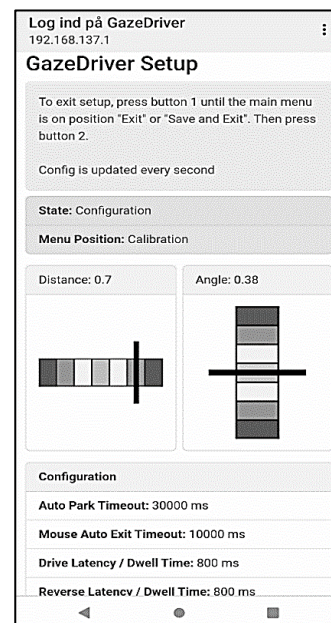 Log ind på GazeDriver
192.168.137.1
GazeDriver Setup
To exit setup, press button 1 until the main menu
is on position "Exit" or "Save and Exit". Then press
button 2.
Config is updated every second
State: Configuration
Menu Position: Calibration
Distance: 0.7
Angle: 0.38
Configuration
Auto Park Timeout: 30000 ms
Mouse Auto Exit Timeout: 10000 ms
Drive Latency / Dwell Time: 800 ms
Reverse Latency / Dwell Time: 800 ms